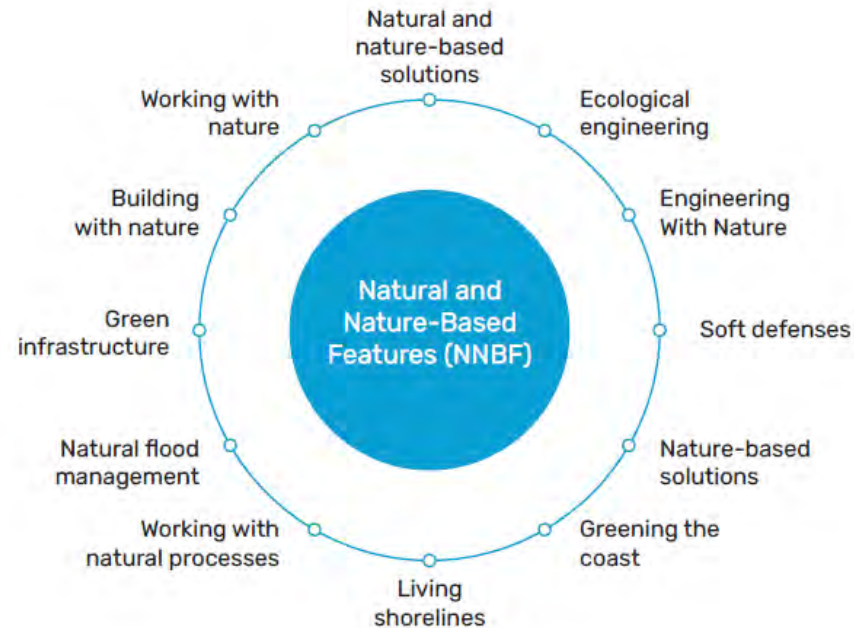 Natural and
nature-based
solutions
Ecological
engineering
Engineering
With Nature
Soft defenses
Nature-based
solutions
Greening the
coast
Living
shorelines
Working with
natural processes
Natural flood
management
Green
infrastructure
Building
with nature
Working with
nature
Natural and
Nature-Based
Features (NNBF)